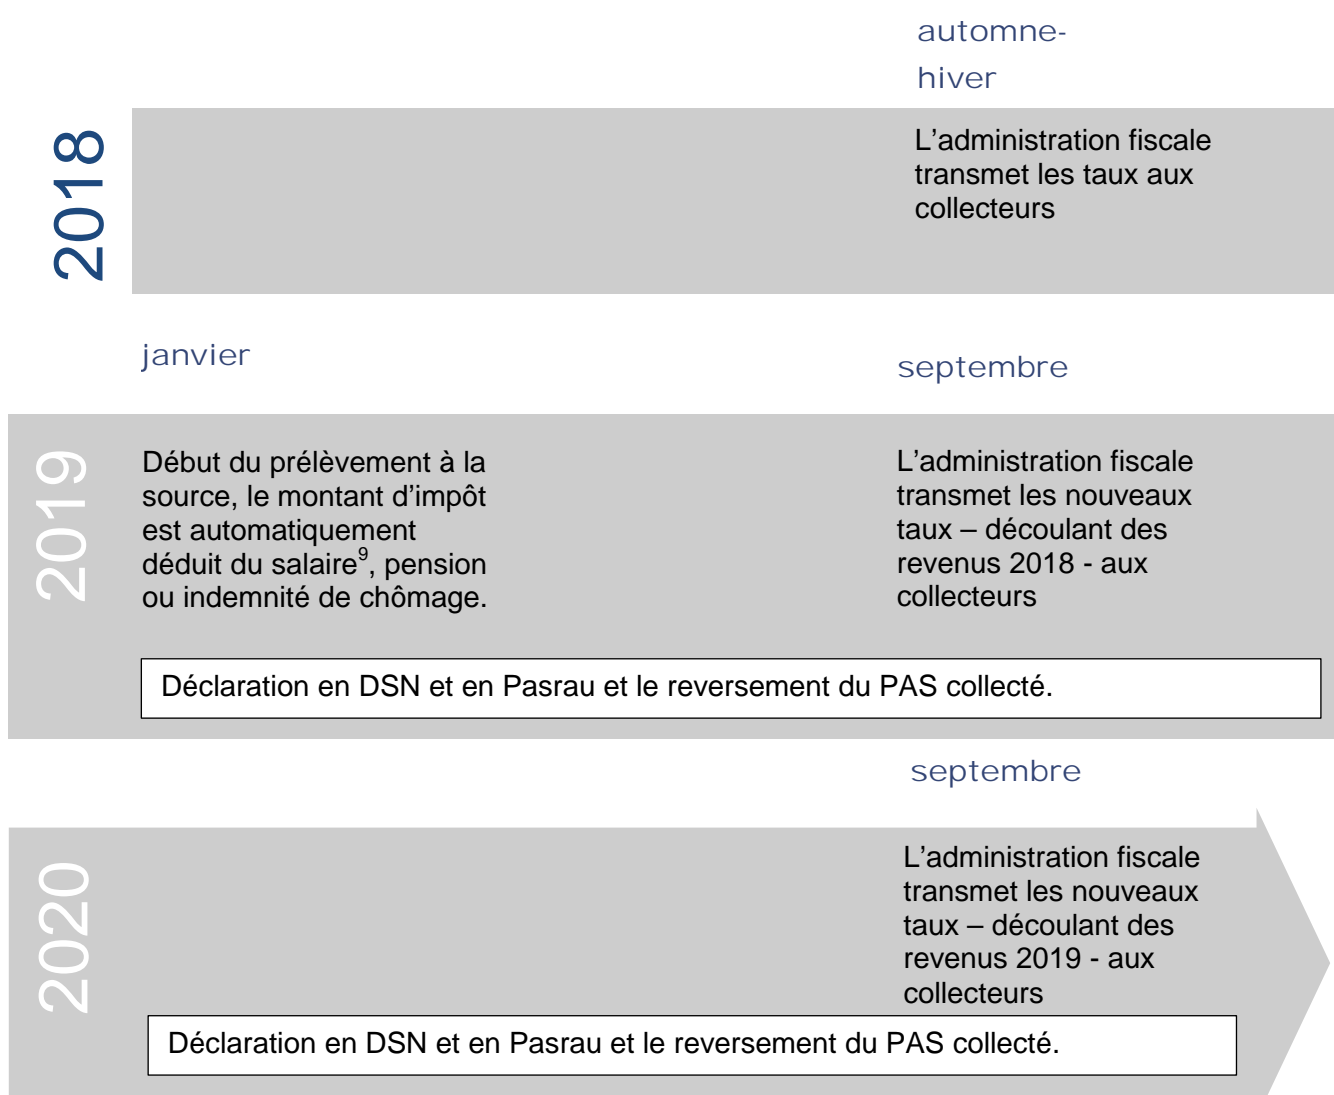 automne-
hiver
2018
L’administration fiscale
transmet les taux aux
collecteurs
janvier
septembre
2019
Début du prélèvement à la
source, le montant d’impôt
est automatiquement
déduit du salaire⁹, pension
ou indemnité de chômage.
L’administration fiscale
transmet les nouveaux
taux – découlant des
revenus 2018 - aux
collecteurs
Déclaration en DSN et en Pasrau et le reversement du PAS collecté.
septembre
2020
L’administration fiscale
transmet les nouveaux
taux – découlant des
revenus 2019 - aux
collecteurs
Déclaration en DSN et en Pasrau et le reversement du PAS collecté.